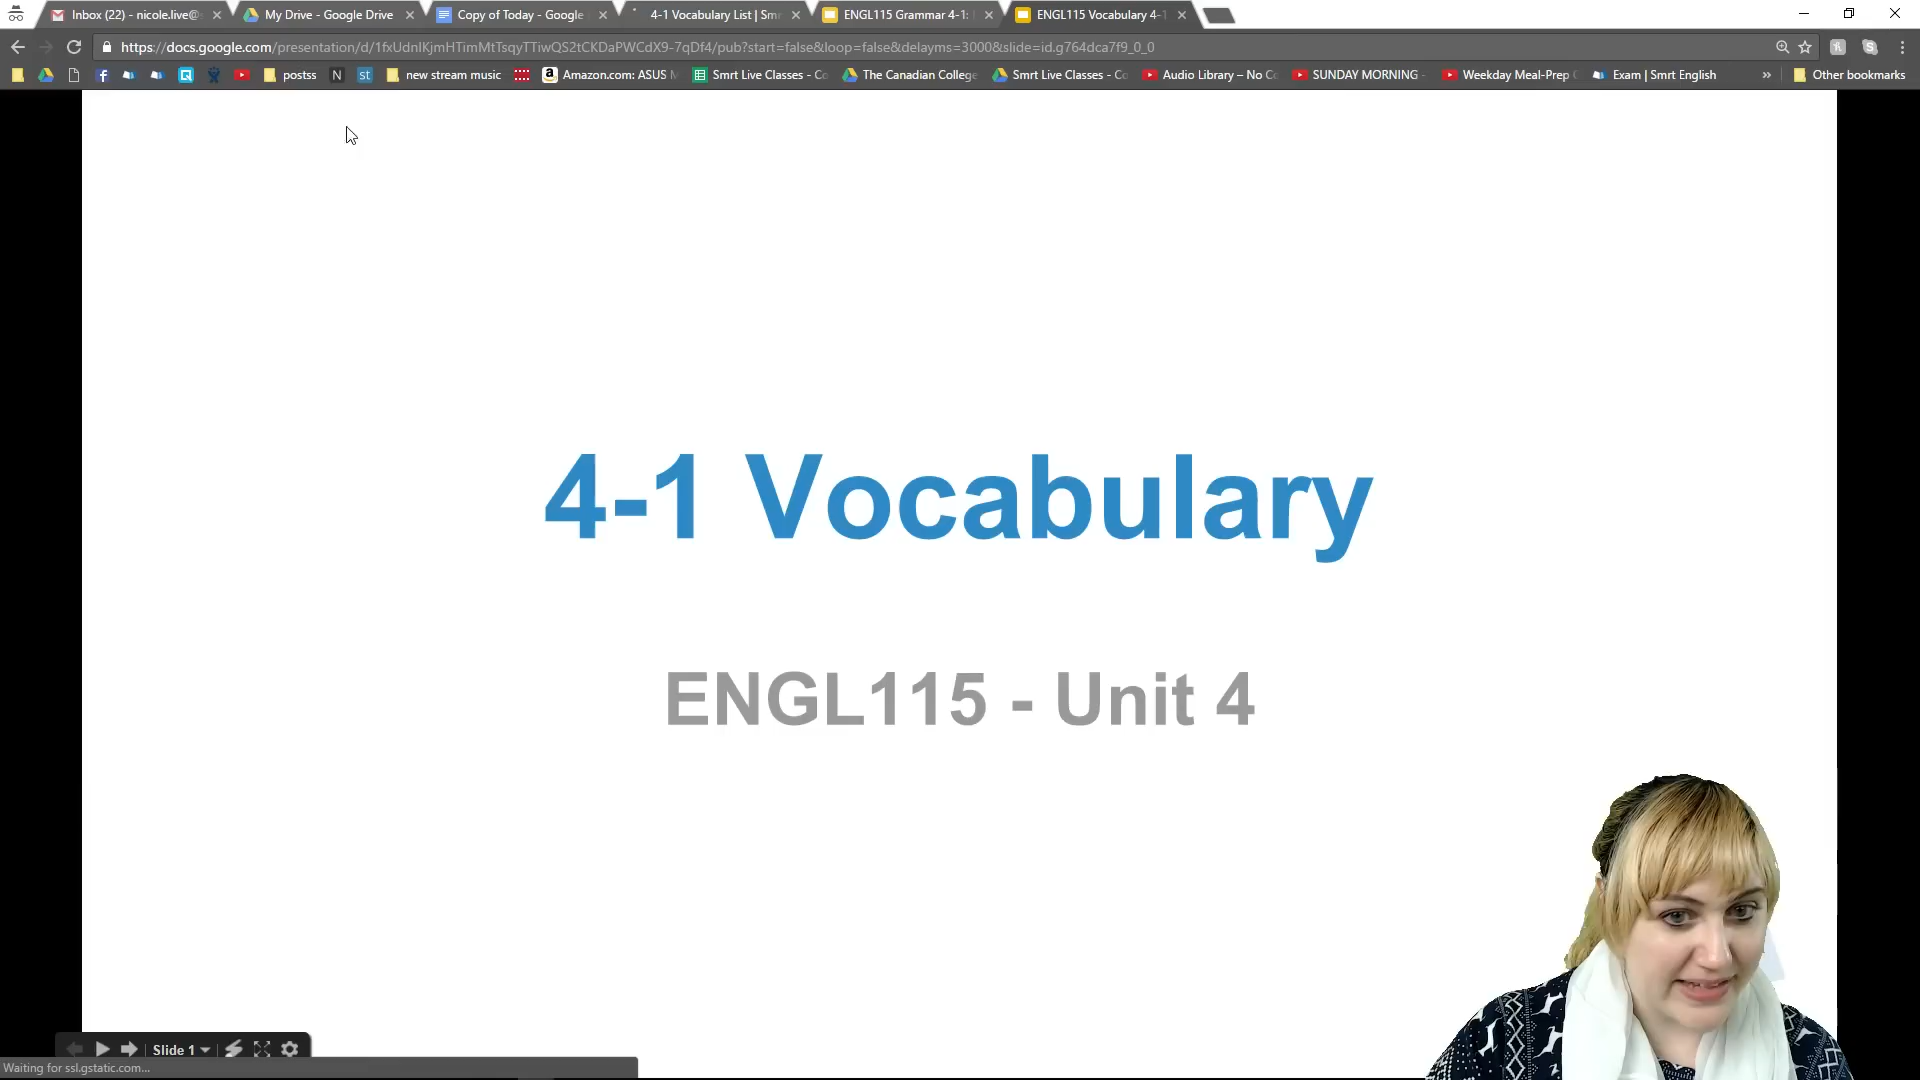 Inbox (22) - nicole.live@
My Drive - Google Drive
Copy of Today - Google
4-1 Vocabulary List | Smr
ENGL115 Grammar 4-1:
ENGL115 Vocabulary 4-1
https://docs.google.com/presentation/d/1fxUdnlKjmHTimMtTsqyTTiwQS2tCKDaPWCdX9-7qDf4/pub?start=false&loop=false&delayms=3000&slide=id.g764dca7f9_0_0
postss
N
st
new stream music
Amazon.com: ASUS M
Smrt Live Classes - Co
The Canadian College
Smrt Live Classes - Co
Audio Library – No Co
SUNDAY MORNING -
Weekday Meal-Prep
Exam | Smrt English
»
Other bookmarks
4-1 Vocabulary
ENGL115 - Unit 4
Slide 1
Waiting for ssl.gstatic.com...